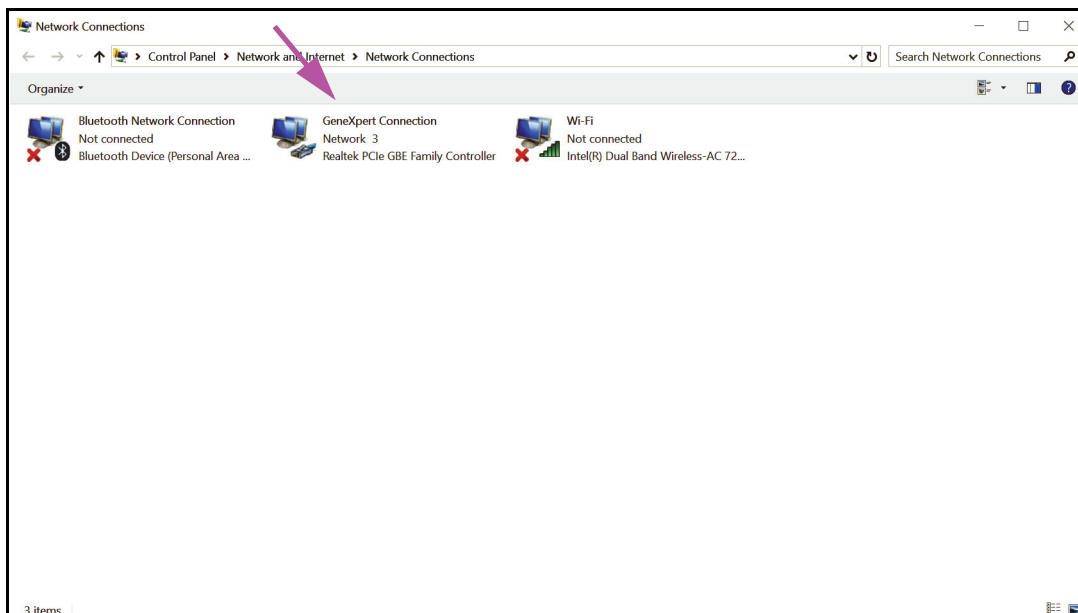 Network Connections
Control Panel > Network and Internet > Network Connections
Search Network Connections
Organize
Bluetooth Network Connection
Not connected
Bluetooth Device (Personal Area ...
GeneXpert Connection
Network 3
Realtek PCIe GBE Family Controller
Wi-Fi
Not connected
Intel(R) Dual Band Wireless-AC 72...
3 items